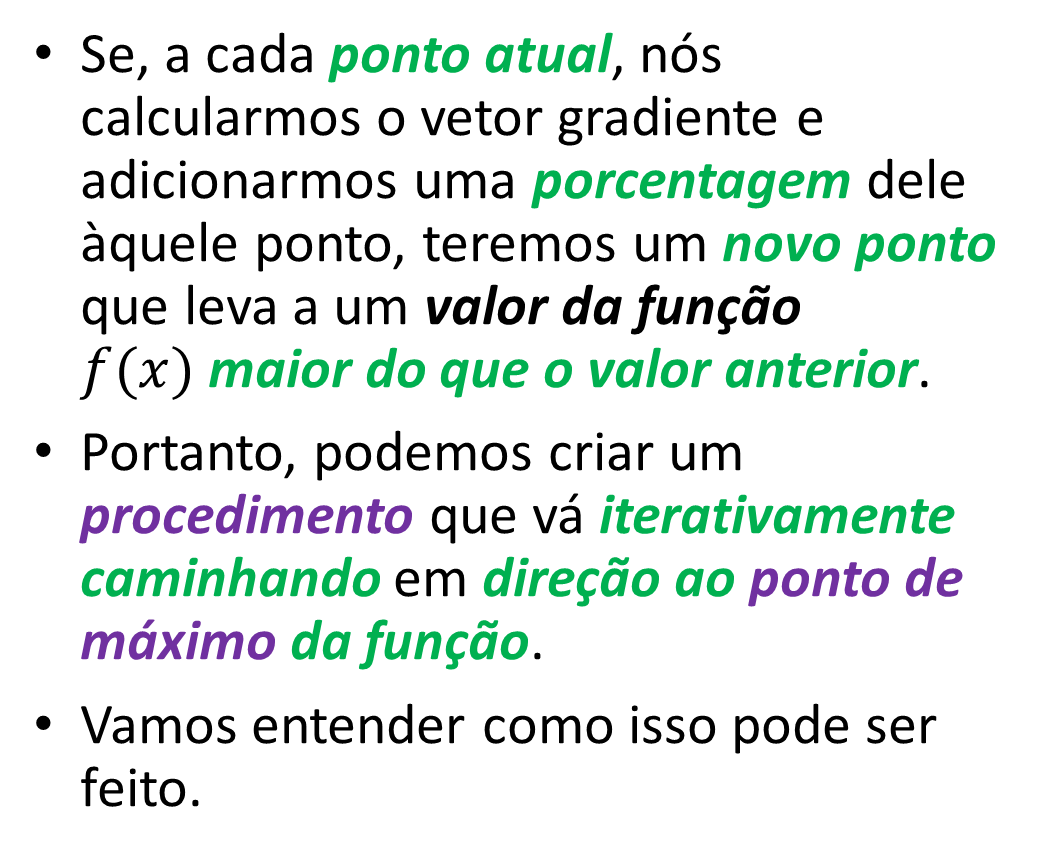 • Se, a cada ponto atual, nós
calcularmos o vetor gradiente e
adicionarmos uma porcentagem dele
àquele ponto, teremos um novo ponto
que leva a um valor da função
f(x) maior do que o valor anterior.
• Portanto, podemos criar um
procedimento que vá iterativamente
caminhando em direção ao ponto de
máximo da função.
• Vamos entender como isso pode ser
feito.